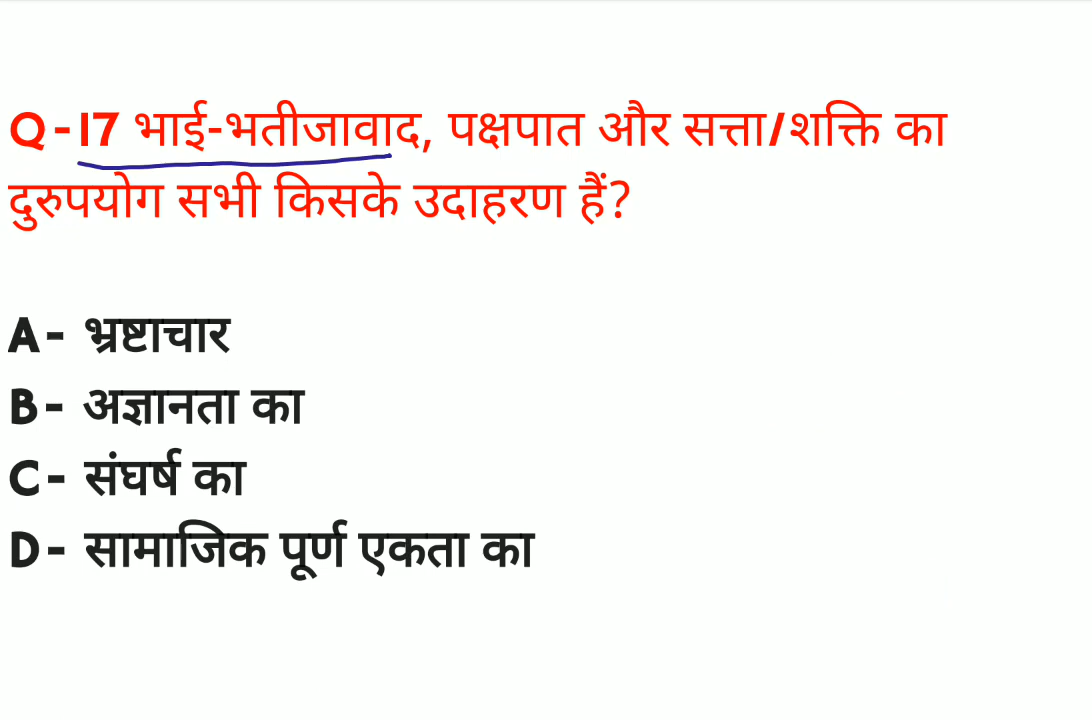 Q-17 भाई-भतीजावाद, पक्षपात और सत्ता/शक्ति का
दुरुपयोग सभी किसके उदाहरण हैं?
A- भ्रष्टाचार
B- अज्ञानता का
C- संघर्ष का
D- सामाजिक पूर्ण एकता का